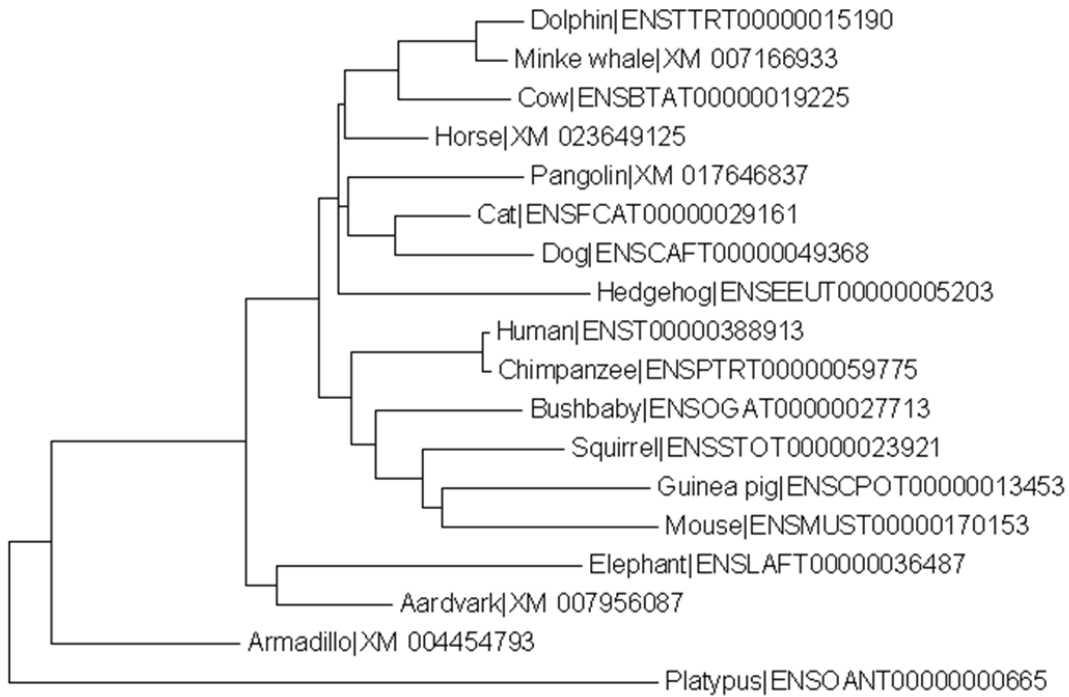 Dolphin|ENSTTRT00000015190
Minke whale|XM 007166933
Cow|ENSBTAT00000019225
Horse|XM 023649125
Pangolin|XM 017646837
Cat|ENSFCAT00000029161
Dog|ENSCAFT00000049368
Hedgehog|ENSEEUT00000005203
Human|ENST00000388913
Chimpanzee|ENSPTRT00000059775
Bushbaby|ENSOGAT00000027713
Squirrel|ENSSTOT00000023921
Guinea pig|ENSCPOT00000013453
Mouse|ENSMUST00000170153
Elephant|ENSLAFT00000036487
Aardvark|XM 007956087
Armadillo|XM 004454793
Platypus|ENSOANT00000000665